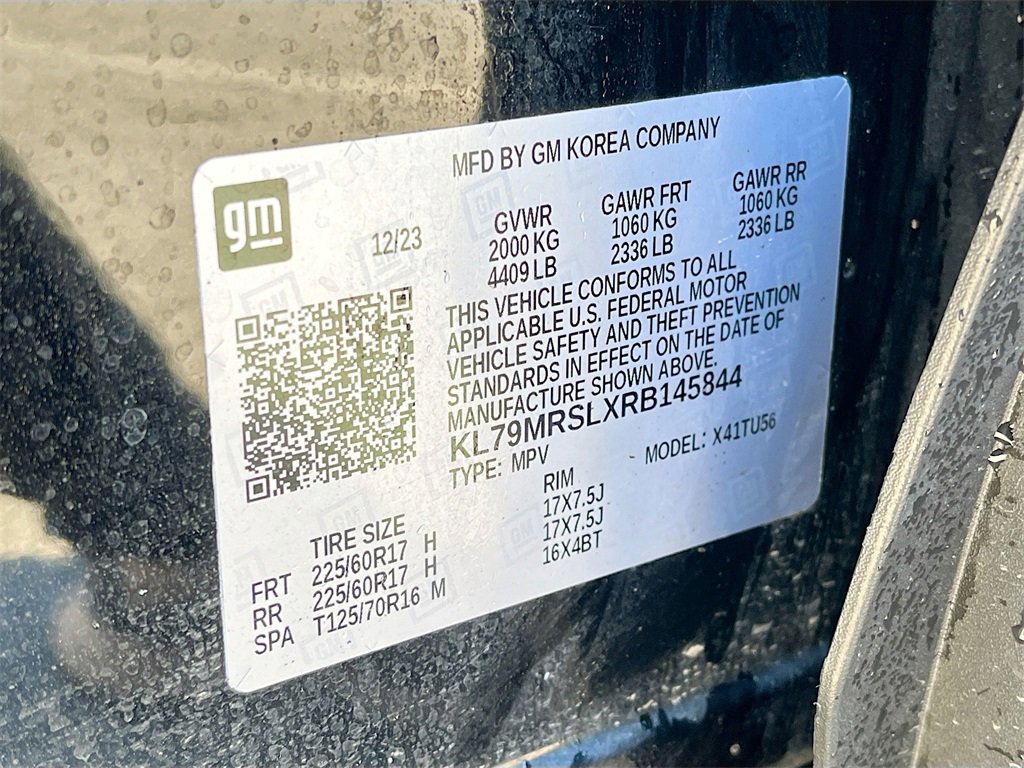 MFD BY GM KOREA COMPANY
gm
12/23
GVWR GAWR FRT GAWR RR
2000 KG 1060 KG 1060 KG
4409 LB 2336 LB 2336 LB
THIS VEHICLE CONFORMS TO ALL
APPLICABLE U.S. FEDERAL MOTOR
VEHICLE SAFETY AND THEFT PREVENTION
STANDARDS IN EFFECT ON THE DATE OF
MANUFACTURE SHOWN ABOVE.
KL79MRSLXRB145844
TYPE: MPV MODEL: X41TU56
TIRE SIZE RIM
FRT 225/60R17 H 17X7.5J
RR 225/60R17 H 17X7.5J
SPA T125/70R16 M 16X4BT